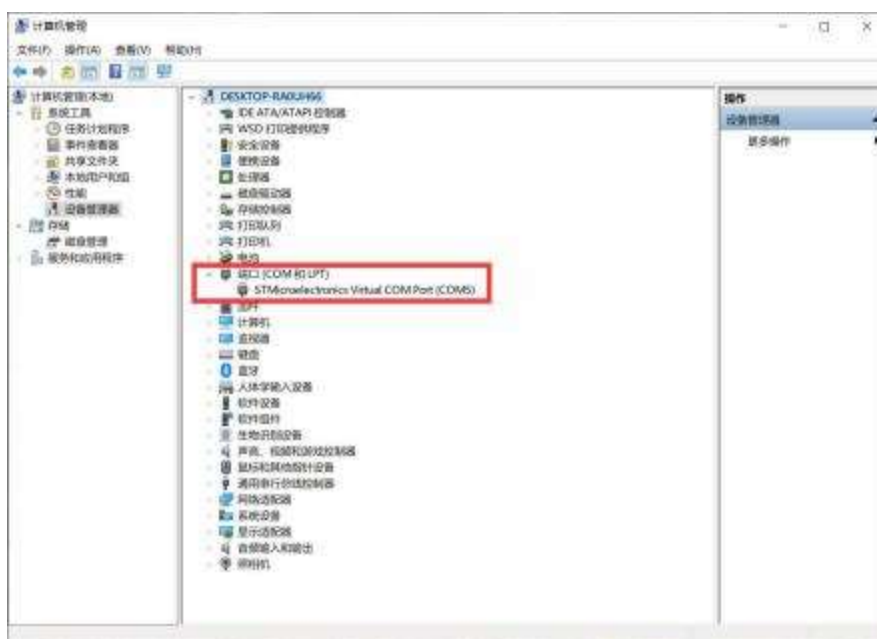 计算机管理
文件(F) 操作(A) 查看(V) 帮助(H)
计算机管理(本地)
系统工具
任务计划程序
事件查看器
共享文件夹
本地用户和组
性能
设备管理器
存储
磁盘管理
服务和应用程序
DESKTOP-RA0UH66
IDE ATA/ATAPI 控制器
WSD 打印提供程序
安全设备
便携设备
处理器
磁盘驱动器
存储控制器
打印队列
打印机
电池
端口 (COM 和 LPT)
STMicroelectronics Virtual COM Port (COM5)
固件
计算机
监视器
键盘
蓝牙
人体学输入设备
软件设备
软件组件
生物识别设备
声音、视频和游戏控制器
鼠标和其他指针设备
通用串行总线控制器
网络适配器
系统设备
显示适配器
音频输入和输出
照相机
操作
设备管理器
更多操作